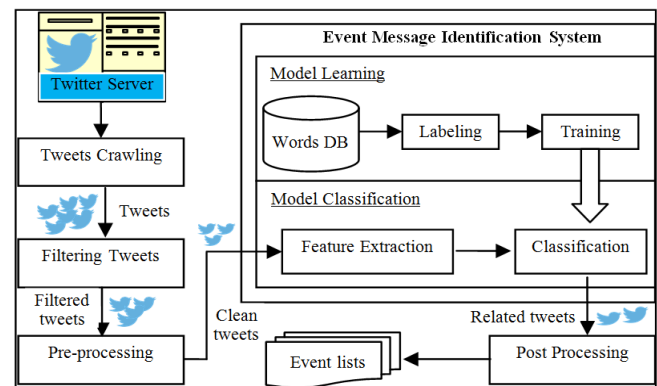 Event Message Identification System
Twitter Server
Model Learning
Words DB
Labeling
Training
Tweets Crawling
Tweets
Model Classification
Filtering Tweets
Feature Extraction
Classification
Filtered
tweets
Clean
tweets
Related tweets
Pre-processing
Event lists
Post Processing